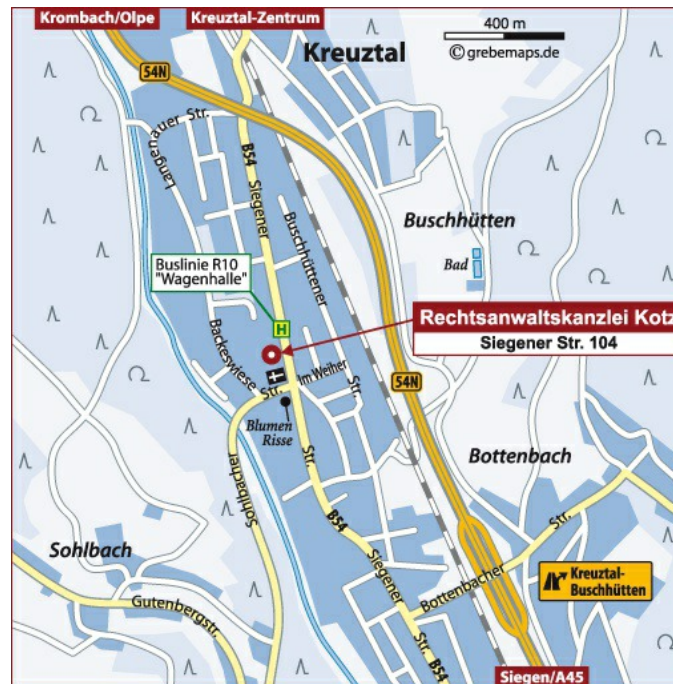 Krombach/Olpe
Kreuztal-Zentrum
400 m
© grebemaps.de
Kreuztal
54N
Langenauer Str.
B54
Siegener
Buschhüttener
Buschhütten
Bad
Buslinie R10
"Wagenhalle"
H
Rechtsanwaltskanzlei Kotz
Siegener Str. 104
Backeswiese
Str.
Im Weiher
Str.
54N
Blumen
Risse
Sohlbacher
Str.
B54
Bottenbach
Str.
Sohlbach
Siegener
Gutenbergstr.
Bottenbacher
Kreuztal-
Buschhütten
Str.
B54
Siegen/A45